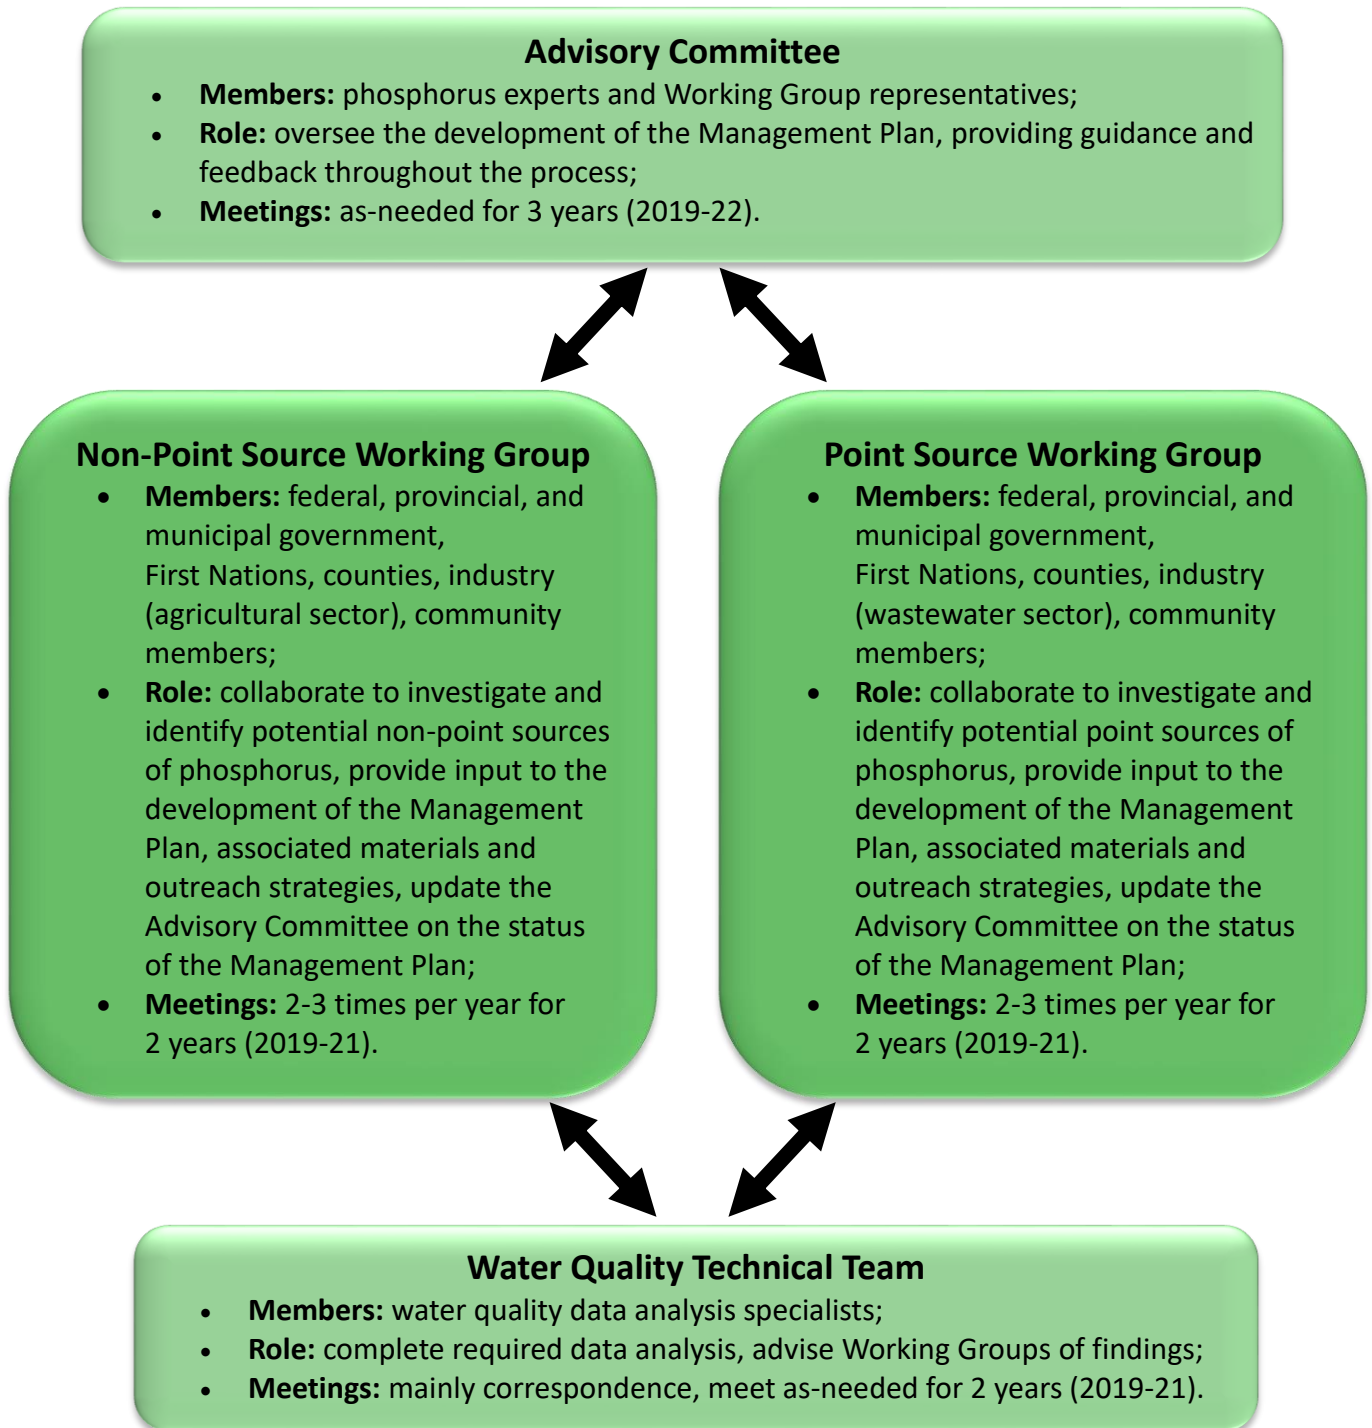 Advisory Committee
• Members: phosphorus experts and Working Group representatives;
• Role: oversee the development of the Management Plan, providing guidance and
feedback throughout the process;
• Meetings: as-needed for 3 years (2019-22).
Non-Point Source Working Group
• Members: federal, provincial, and
municipal government,
First Nations, counties, industry
(agricultural sector), community
members;
• Role: collaborate to investigate and
identify potential non-point sources
of phosphorus, provide input to the
development of the Management
Plan, associated materials and
outreach strategies, update the
Advisory Committee on the status
of the Management Plan;
• Meetings: 2-3 times per year for
2 years (2019-21).
Point Source Working Group
• Members: federal, provincial, and
municipal government,
First Nations, counties, industry
(wastewater sector), community
members;
• Role: collaborate to investigate and
identify potential point sources of
phosphorus, provide input to the
development of the Management
Plan, associated materials and
outreach strategies, update the
Advisory Committee on the status
of the Management Plan;
• Meetings: 2-3 times per year for
2 years (2019-21).
Water Quality Technical Team
• Members: water quality data analysis specialists;
• Role: complete required data analysis, advise Working Groups of findings;
• Meetings: mainly correspondence, meet as-needed for 2 years (2019-21).